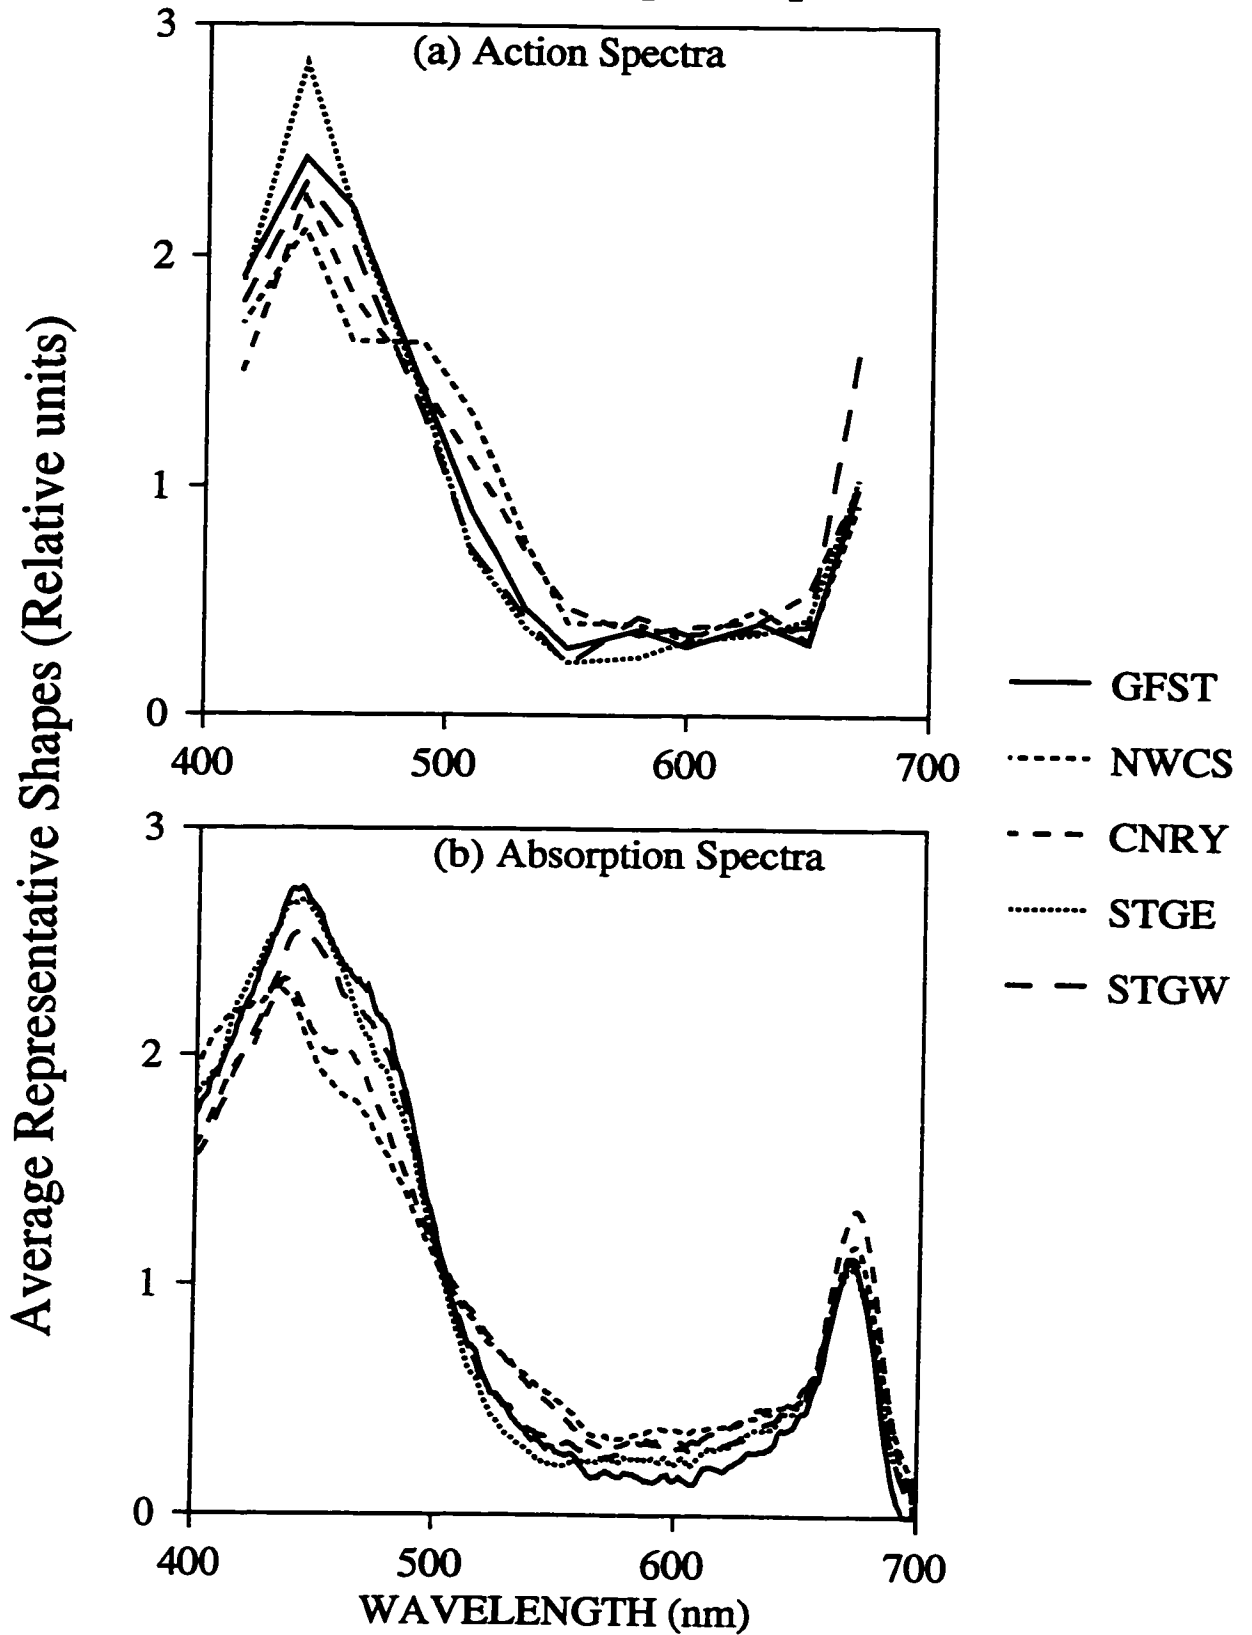 3
(a) Action Spectra
2
1
0
400 500 600 700
Average Representative Shapes (Relative units)
GFST
NWCS
CNRY
STGE
STGW
3
(b) Absorption Spectra
2
1
0
400 500 600 700
WAVELENGTH (nm)